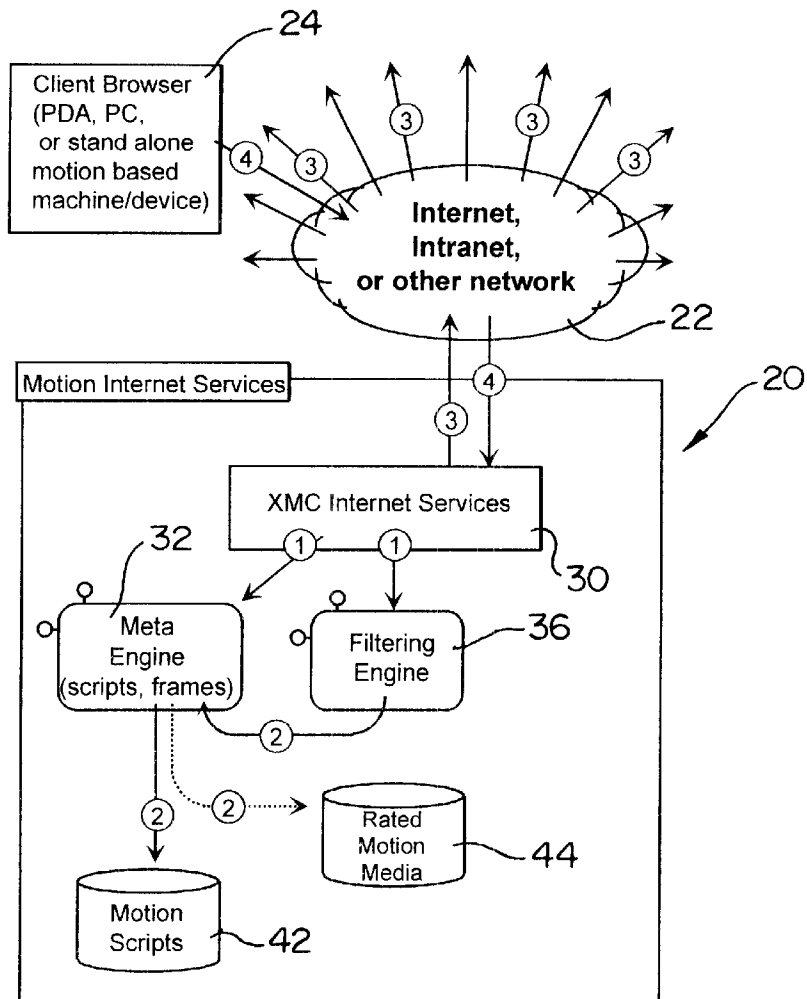 24
Client Browser
(PDA, PC,
or stand alone
motion based
machine/device)
4
3
3
3
3
Internet,
Intranet,
or other network
22
Motion Internet Services
4
3
20
XMC Internet Services
1
1
30
32
Meta
Engine
(scripts, frames)
Filtering
Engine
36
2
2
2
Rated
Motion
Media
44
Motion
Scripts
42